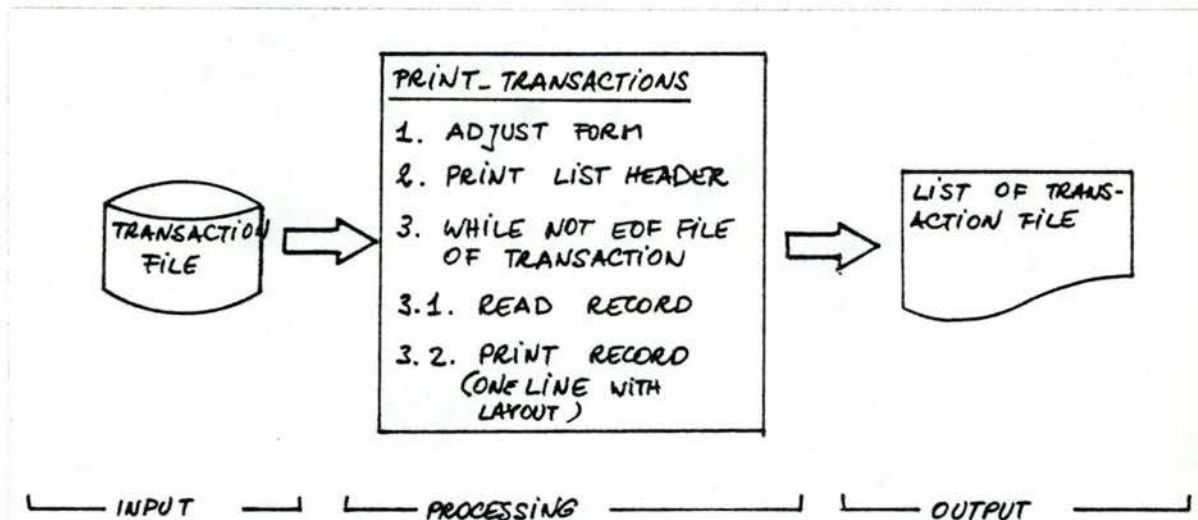 TRANSACTION
FILE
PRINT_TRANSACTIONS
1. ADJUST FORM
2. PRINT LIST HEADER
3. WHILE NOT EOF FILE
OF TRANSACTION
3.1. READ RECORD
3.2. PRINT RECORD
(ONE LINE WITH
LAYOUT)
LIST OF TRANS-
ACTION FILE
INPUT
PROCESSING
OUTPUT